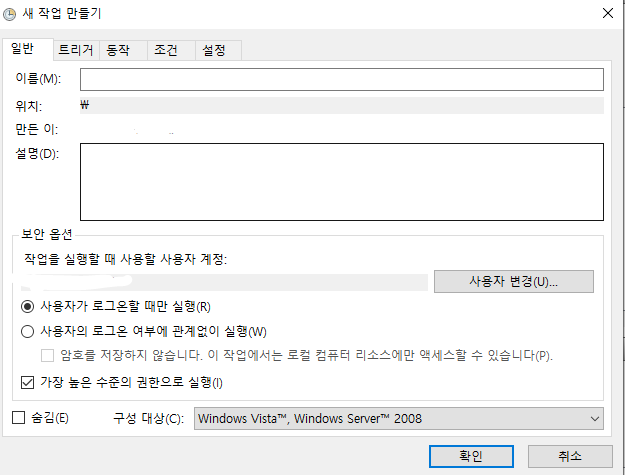 새 작업 만들기
일반 트리거 동작 조건 설정
이름(M):
위치: ₩
만든 이:
설명(D):
보안 옵션
작업을 실행할 때 사용할 사용자 계정:
사용자 변경(U)...
사용자가 로그온할 때만 실행(R)
사용자의 로그온 여부에 관계없이 실행(W)
암호를 저장하지 않습니다. 이 작업에서는 로컬 컴퓨터 리소스에만 액세스할 수 있습니다(P).
가장 높은 수준의 권한으로 실행(I)
숨김(E) 구성 대상(C): Windows Vista™, Windows Server™ 2008
확인 취소